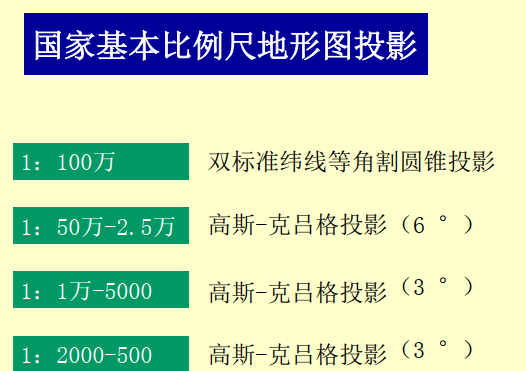 国家基本比例尺地形图投影
1：100万 双标准纬线等角割圆锥投影
1：50万-2.5万 高斯-克吕格投影（6 °）
1：1万-5000 高斯-克吕格投影（3 °）
1：2000-500 高斯-克吕格投影（3 °）